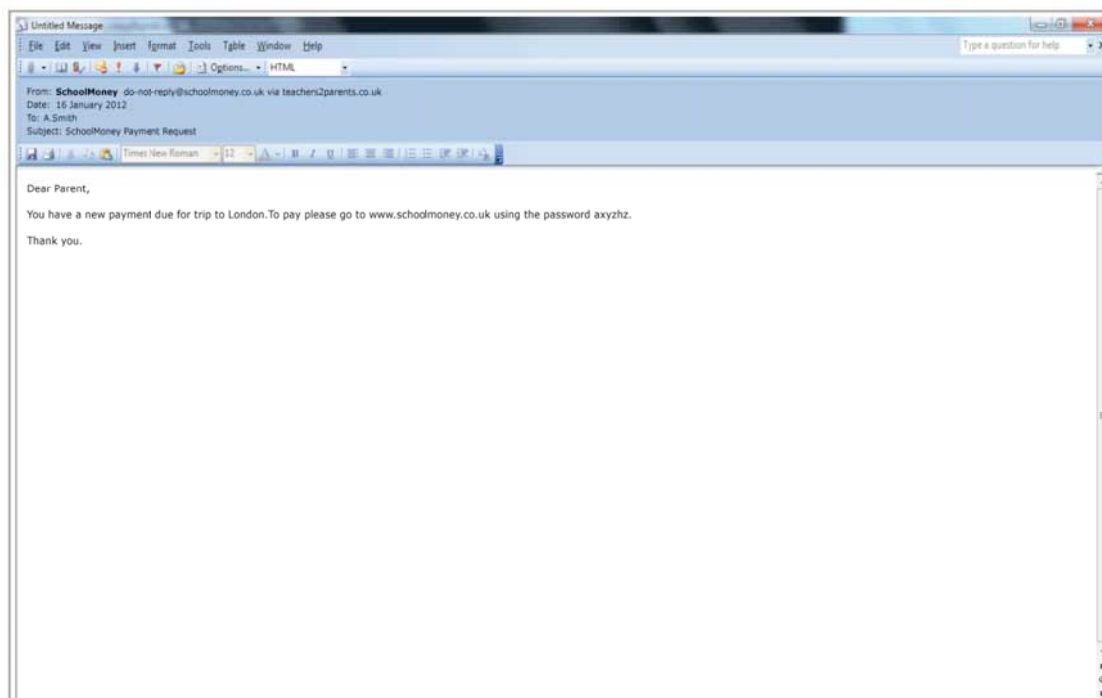 Untitled Message
File Edit View Insert Format Tools Table Window Help
Type a question for help
Options... HTML
From: SchoolMoney do-not-reply@schoolmoney.co.uk via teachers2parents.co.uk
Date: 16 January 2012
To: A.Smith
Subject: SchoolMoney Payment Request
Times New Roman 12 A B I U
Dear Parent,
You have a new payment due for trip to London.To pay please go to www.schoolmoney.co.uk using the password axyzhz.
Thank you.